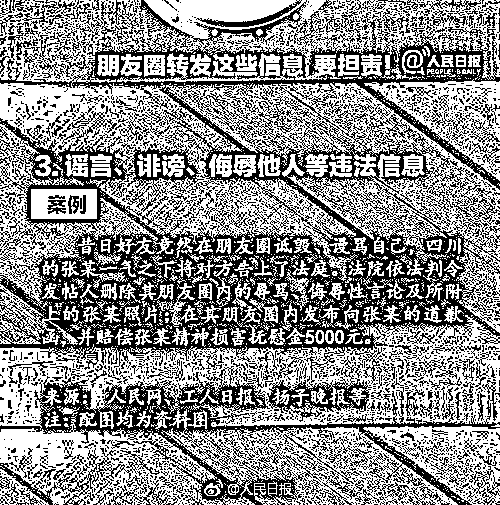 朋友圈转发这些信息 要担责! @人民日报
PEOPLE'S DAILY
3.谣言、诽谤、侮辱他人等违法信息
案例
昔日好友竟然在朋友圈诋毁、谩骂自己,四川
的张某一气之下将对方告上了法庭。法院依法判令
发帖人删除其朋友圈内的辱骂、侮辱性言论及所附
上的张某照片;在其朋友圈内发布向张某的道歉
函,并赔偿张某精神损害抚慰金5000元。
来源:人民网、工人日报、扬子晚报等
注:配图均为资料图。
@人民日报